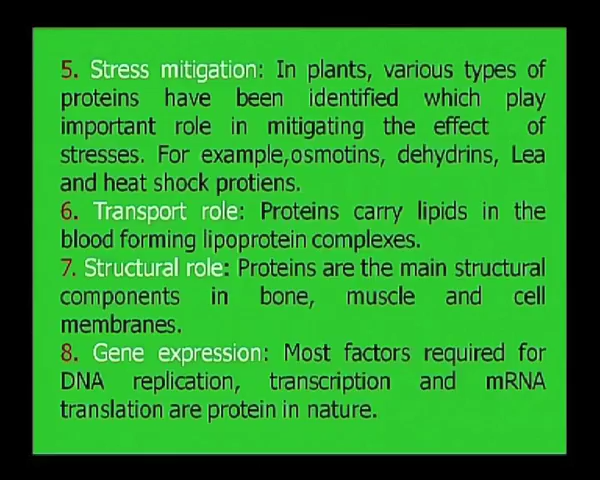 5. Stress mitigation: In plants, various types of
proteins have been identified which play
important role in mitigating the effect of
stresses. For example,osmotins, dehydrins, Lea
and heat shock protiens.
6. Transport role: Proteins carry lipids in the
blood forming lipoprotein complexes.
7. Structural role: Proteins are the main structural
components in bone, muscle and cell
membranes.
8. Gene expression: Most factors required for
DNA replication, transcription and mRNA
translation are protein in nature.